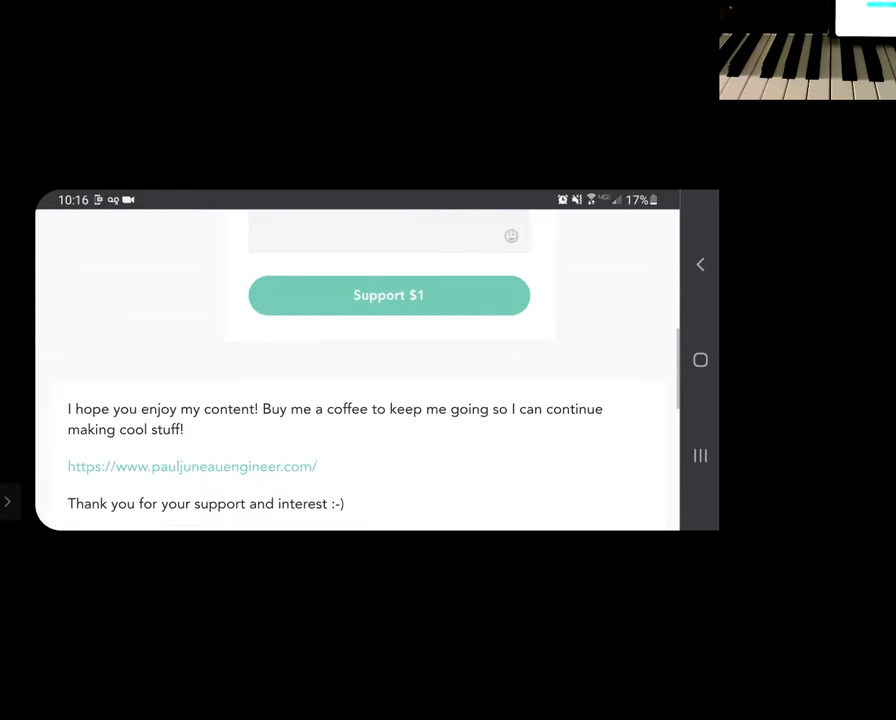 10:16 17%
Support $1
I hope you enjoy my content! Buy me a coffee to keep me going so I can continue
making cool stuff!
https://www.pauljuneauengineer.com/
Thank you for your support and interest :-)